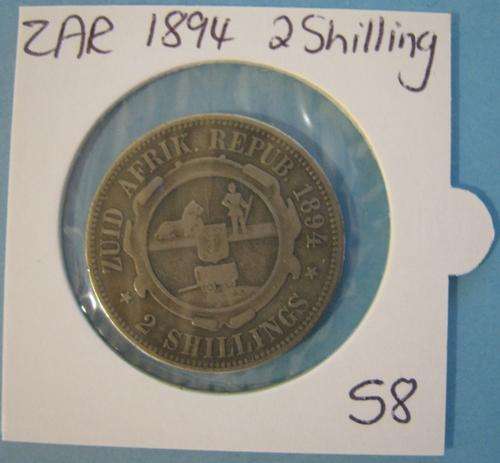 ZAR 1894 2 Shilling
ZUID AFRIK. REPUB. 1894
2 SHILLINGS
S8